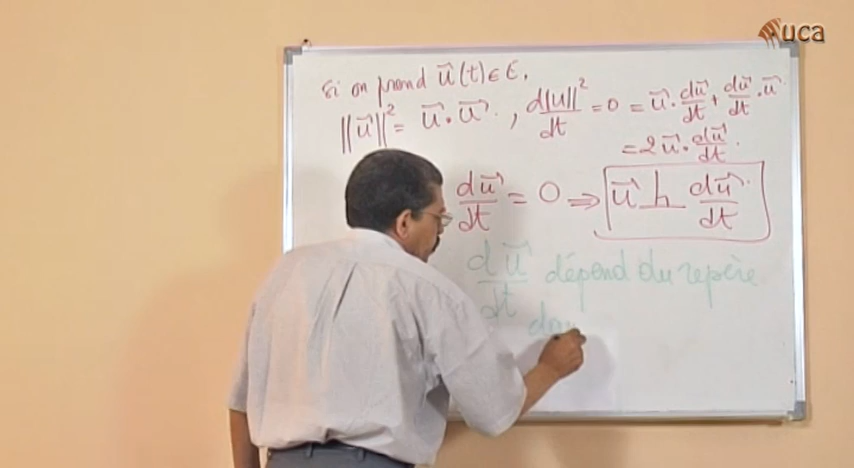 uca
si on prend u⃗(t) ∈ E,
||u⃗||² = u⃗ . u⃗ , d||u||²/dt = 0 = u⃗ . du⃗/dt + du⃗/dt . u⃗
= 2 u⃗ . du⃗/dt .
du⃗/dt = 0 ⇒ u⃗ ⊥ du⃗/dt
du⃗/dt dépend du repère